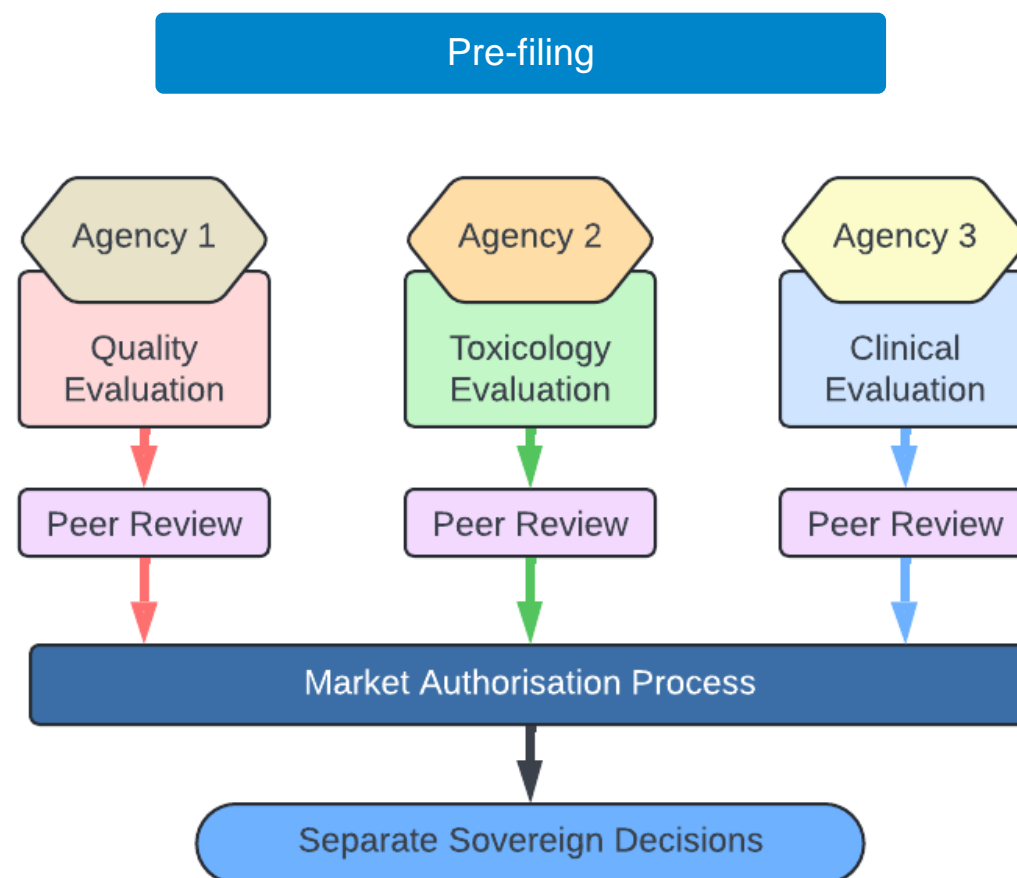 Pre-filing
Agency 1
Agency 2
Agency 3
Quality
Evaluation
Toxicology
Evaluation
Clinical
Evaluation
Peer Review
Peer Review
Peer Review
Market Authorisation Process
Separate Sovereign Decisions